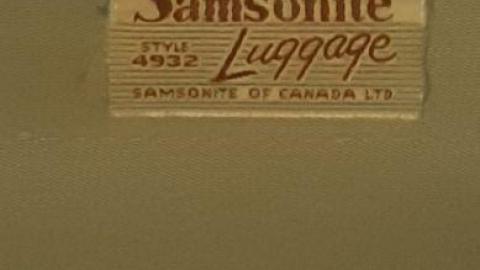 Samsonite
STYLE
4932 Luggage
SAMSONITE OF CANADA LTD.